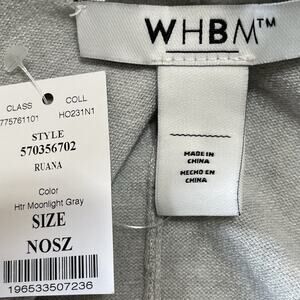 WHBM™
CLASS COLL
775761101 HO231N1
STYLE
570356702
RUANA
Color
Htr Moonlight Gray
SIZE
NOSZ
196533507236
MADE IN
CHINA
HECHO EN
CHINA